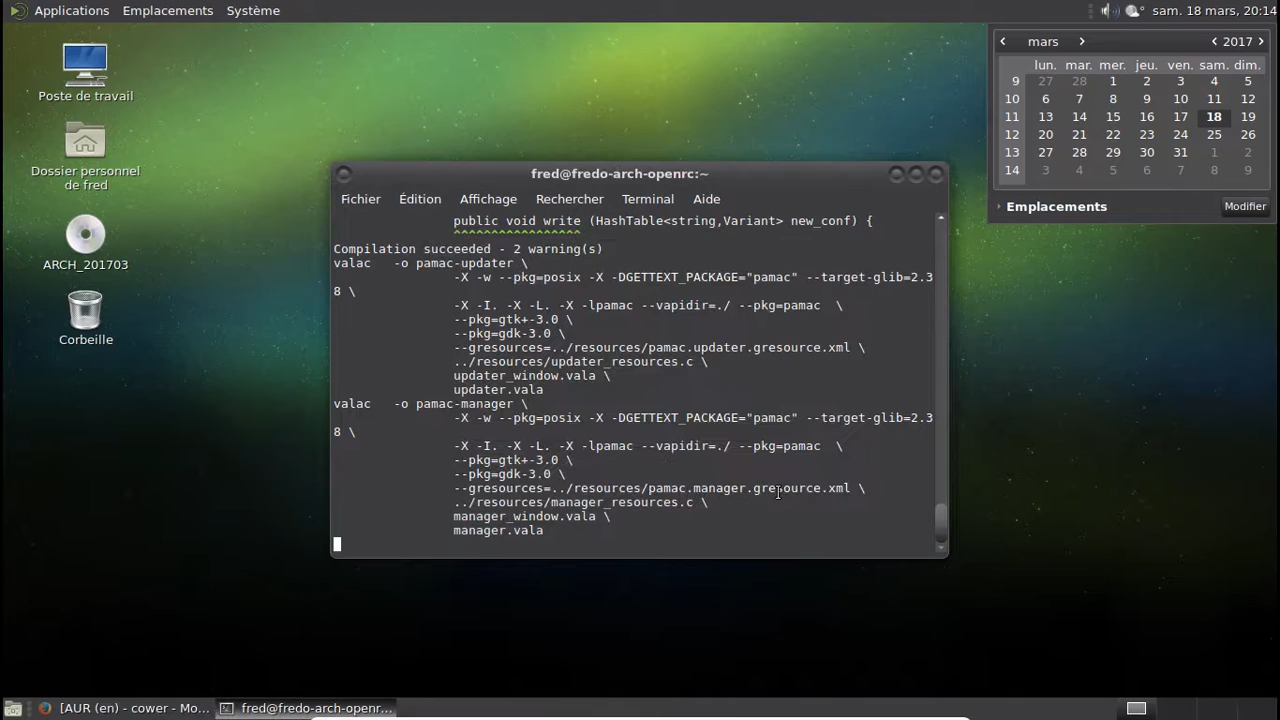 Applications Emplacements Système
sam. 18 mars, 20:14
Poste de travail
Dossier personnel
de fred
ARCH_201703
Corbeille
mars 2017
lun. mar. mer. jeu. ven. sam. dim.
9 27 28 1 2 3 4 5
10 6 7 8 9 10 11 12
11 13 14 15 16 17 18 19
12 20 21 22 23 24 25 26
13 27 28 29 30 31 1 2
14 3 4 5 6 7 8 9
Emplacements Modifier
fred@fredo-arch-openrc:~
Fichier Édition Affichage Rechercher Terminal Aide
public void write (HashTable<string,Variant> new_conf) {
^^^^^^^^^^^^^^^^^
Compilation succeeded - 2 warning(s)
valac   -o pamac-updater \
-X -w --pkg=posix -X -DGETTEXT_PACKAGE="pamac" --target-glib=2.3
8 \
-X -I. -X -L. -X -lpamac --vapidir=./ --pkg=pamac  \
--pkg=gtk+-3.0 \
--pkg=gdk-3.0 \
--gresources=../resources/pamac.updater.gresource.xml \
../resources/updater_resources.c \
updater_window.vala \
updater.vala
valac   -o pamac-manager \
-X -w --pkg=posix -X -DGETTEXT_PACKAGE="pamac" --target-glib=2.3
8 \
-X -I. -X -L. -X -lpamac --vapidir=./ --pkg=pamac  \
--pkg=gtk+-3.0 \
--pkg=gdk-3.0 \
--gresources=../resources/pamac.manager.gresource.xml \
../resources/manager_resources.c \
manager_window.vala \
manager.vala
[AUR (en) - cower - Mo...
fred@fredo-arch-openr...